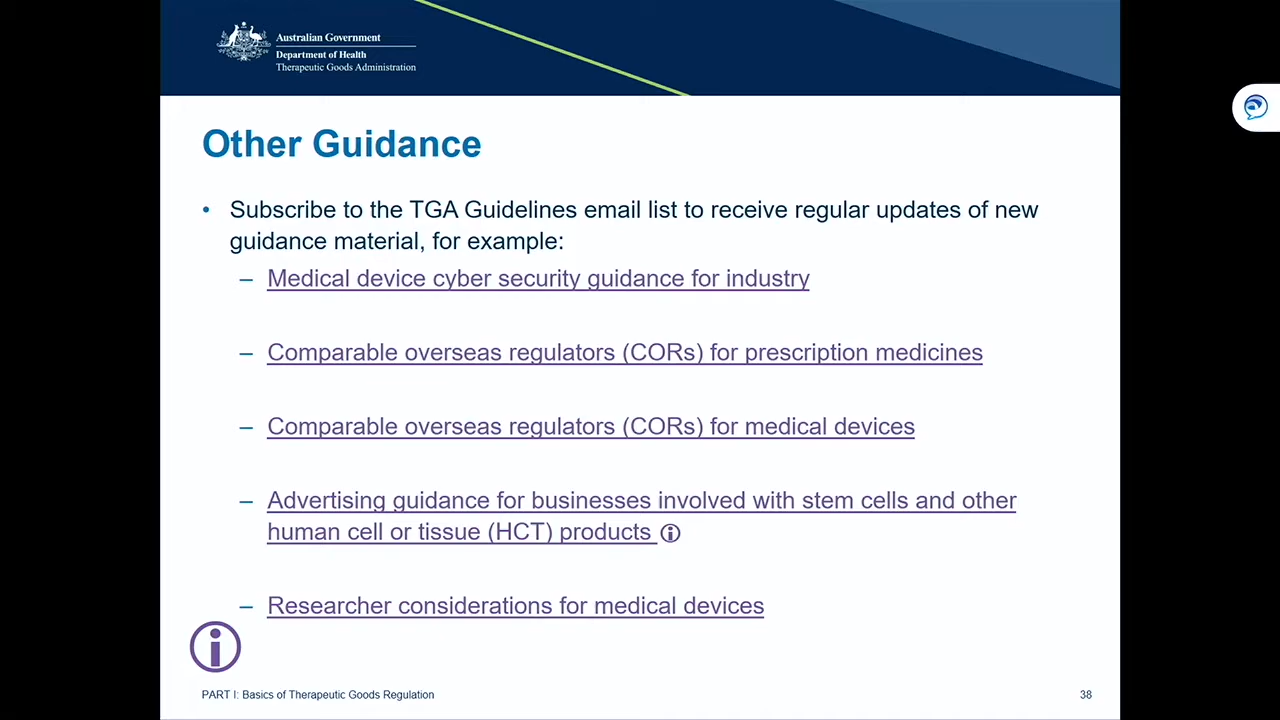 Australian Government
Department of Health
Therapeutic Goods Administration
Other Guidance
• Subscribe to the TGA Guidelines email list to receive regular updates of new
guidance material, for example:
– Medical device cyber security guidance for industry
– Comparable overseas regulators (CORs) for prescription medicines
– Comparable overseas regulators (CORs) for medical devices
– Advertising guidance for businesses involved with stem cells and other
human cell or tissue (HCT) products
– Researcher considerations for medical devices
PART I: Basics of Therapeutic Goods Regulation
38